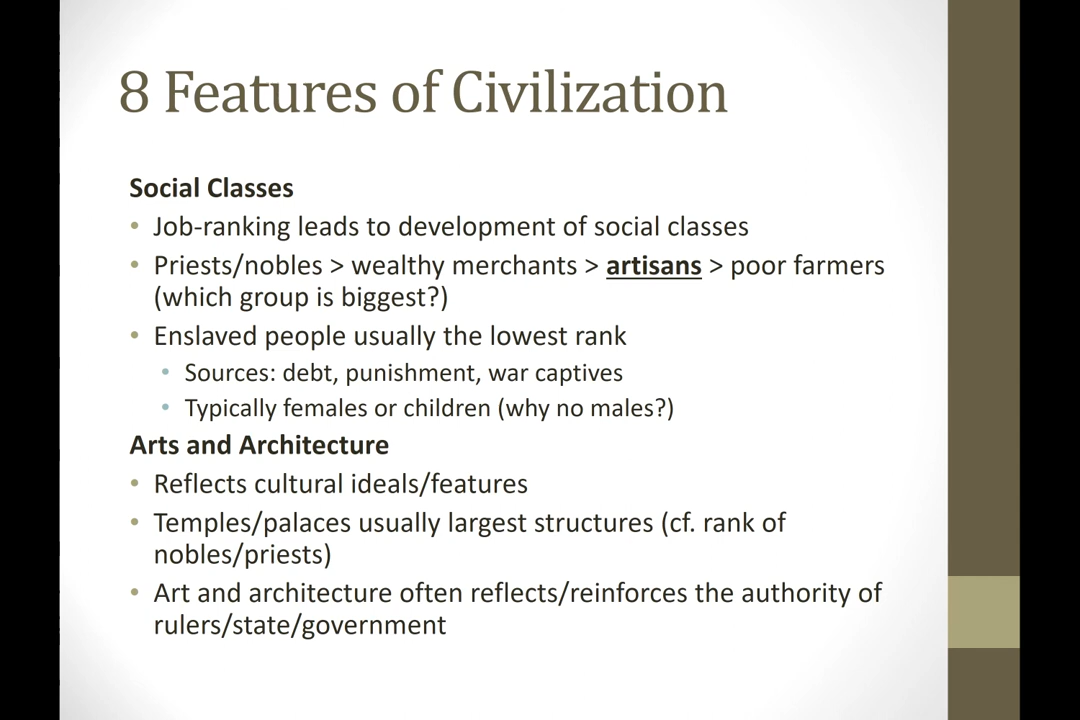 8 Features of Civilization
Social Classes
• Job-ranking leads to development of social classes
• Priests/nobles > wealthy merchants > artisans > poor farmers
(which group is biggest?)
• Enslaved people usually the lowest rank
• Sources: debt, punishment, war captives
• Typically females or children (why no males?)
Arts and Architecture
• Reflects cultural ideals/features
• Temples/palaces usually largest structures (cf. rank of
nobles/priests)
• Art and architecture often reflects/reinforces the authority of
rulers/state/government